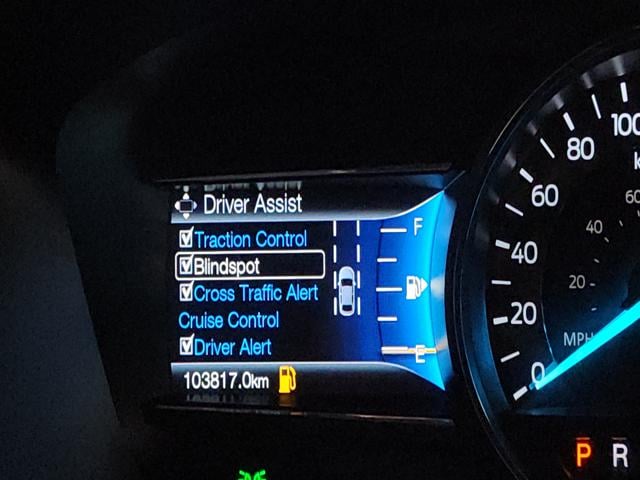 Driver Assist
Traction Control
Blindspot
Cross Traffic Alert
Cruise Control
Driver Alert
103817.0km
F
E
0
20
40
60
80
100
20
40
60
MPH
P R